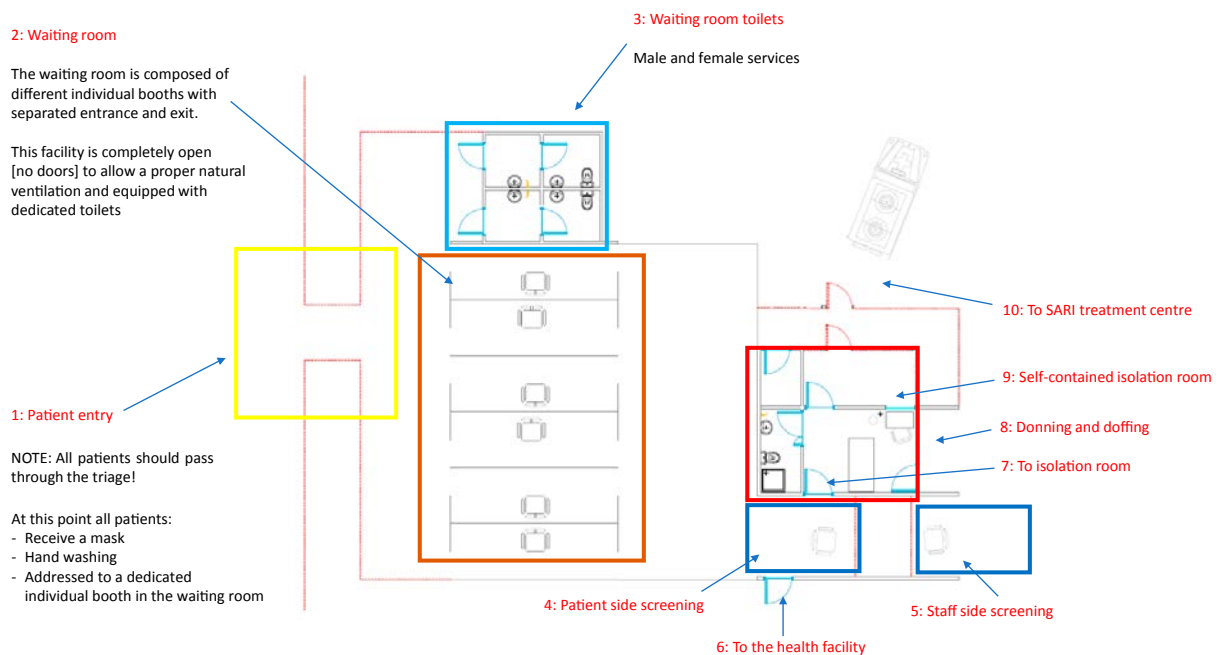 2: Waiting room
The waiting room is composed of
different individual booths with
separated entrance and exit.
This facility is completely open
[no doors] to allow a proper natural
ventilation and equipped with
dedicated toilets
3: Waiting room toilets
Male and female services
1: Patient entry
NOTE: All patients should pass
through the triage!
At this point all patients:
- Receive a mask
- Hand washing
- Addressed to a dedicated
individual booth in the waiting room
10: To SARI treatment centre
9: Self-contained isolation room
8: Donning and doffing
7: To isolation room
4: Patient side screening
5: Staff side screening
6: To the health facility